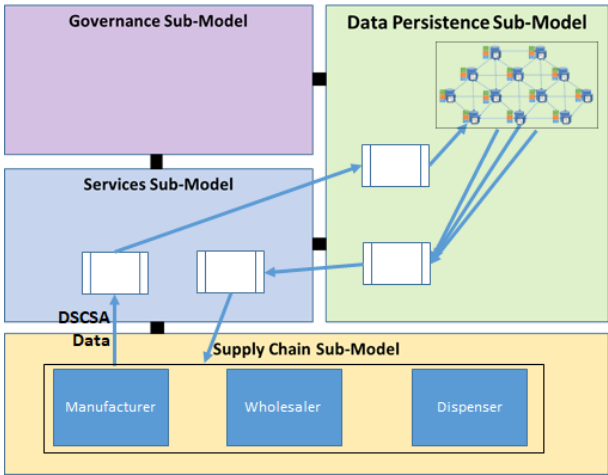 Governance Sub-Model
Data Persistence Sub-Model
Services Sub-Model
DSCSA
Data
Supply Chain Sub-Model
Manufacturer
Wholesaler
Dispenser